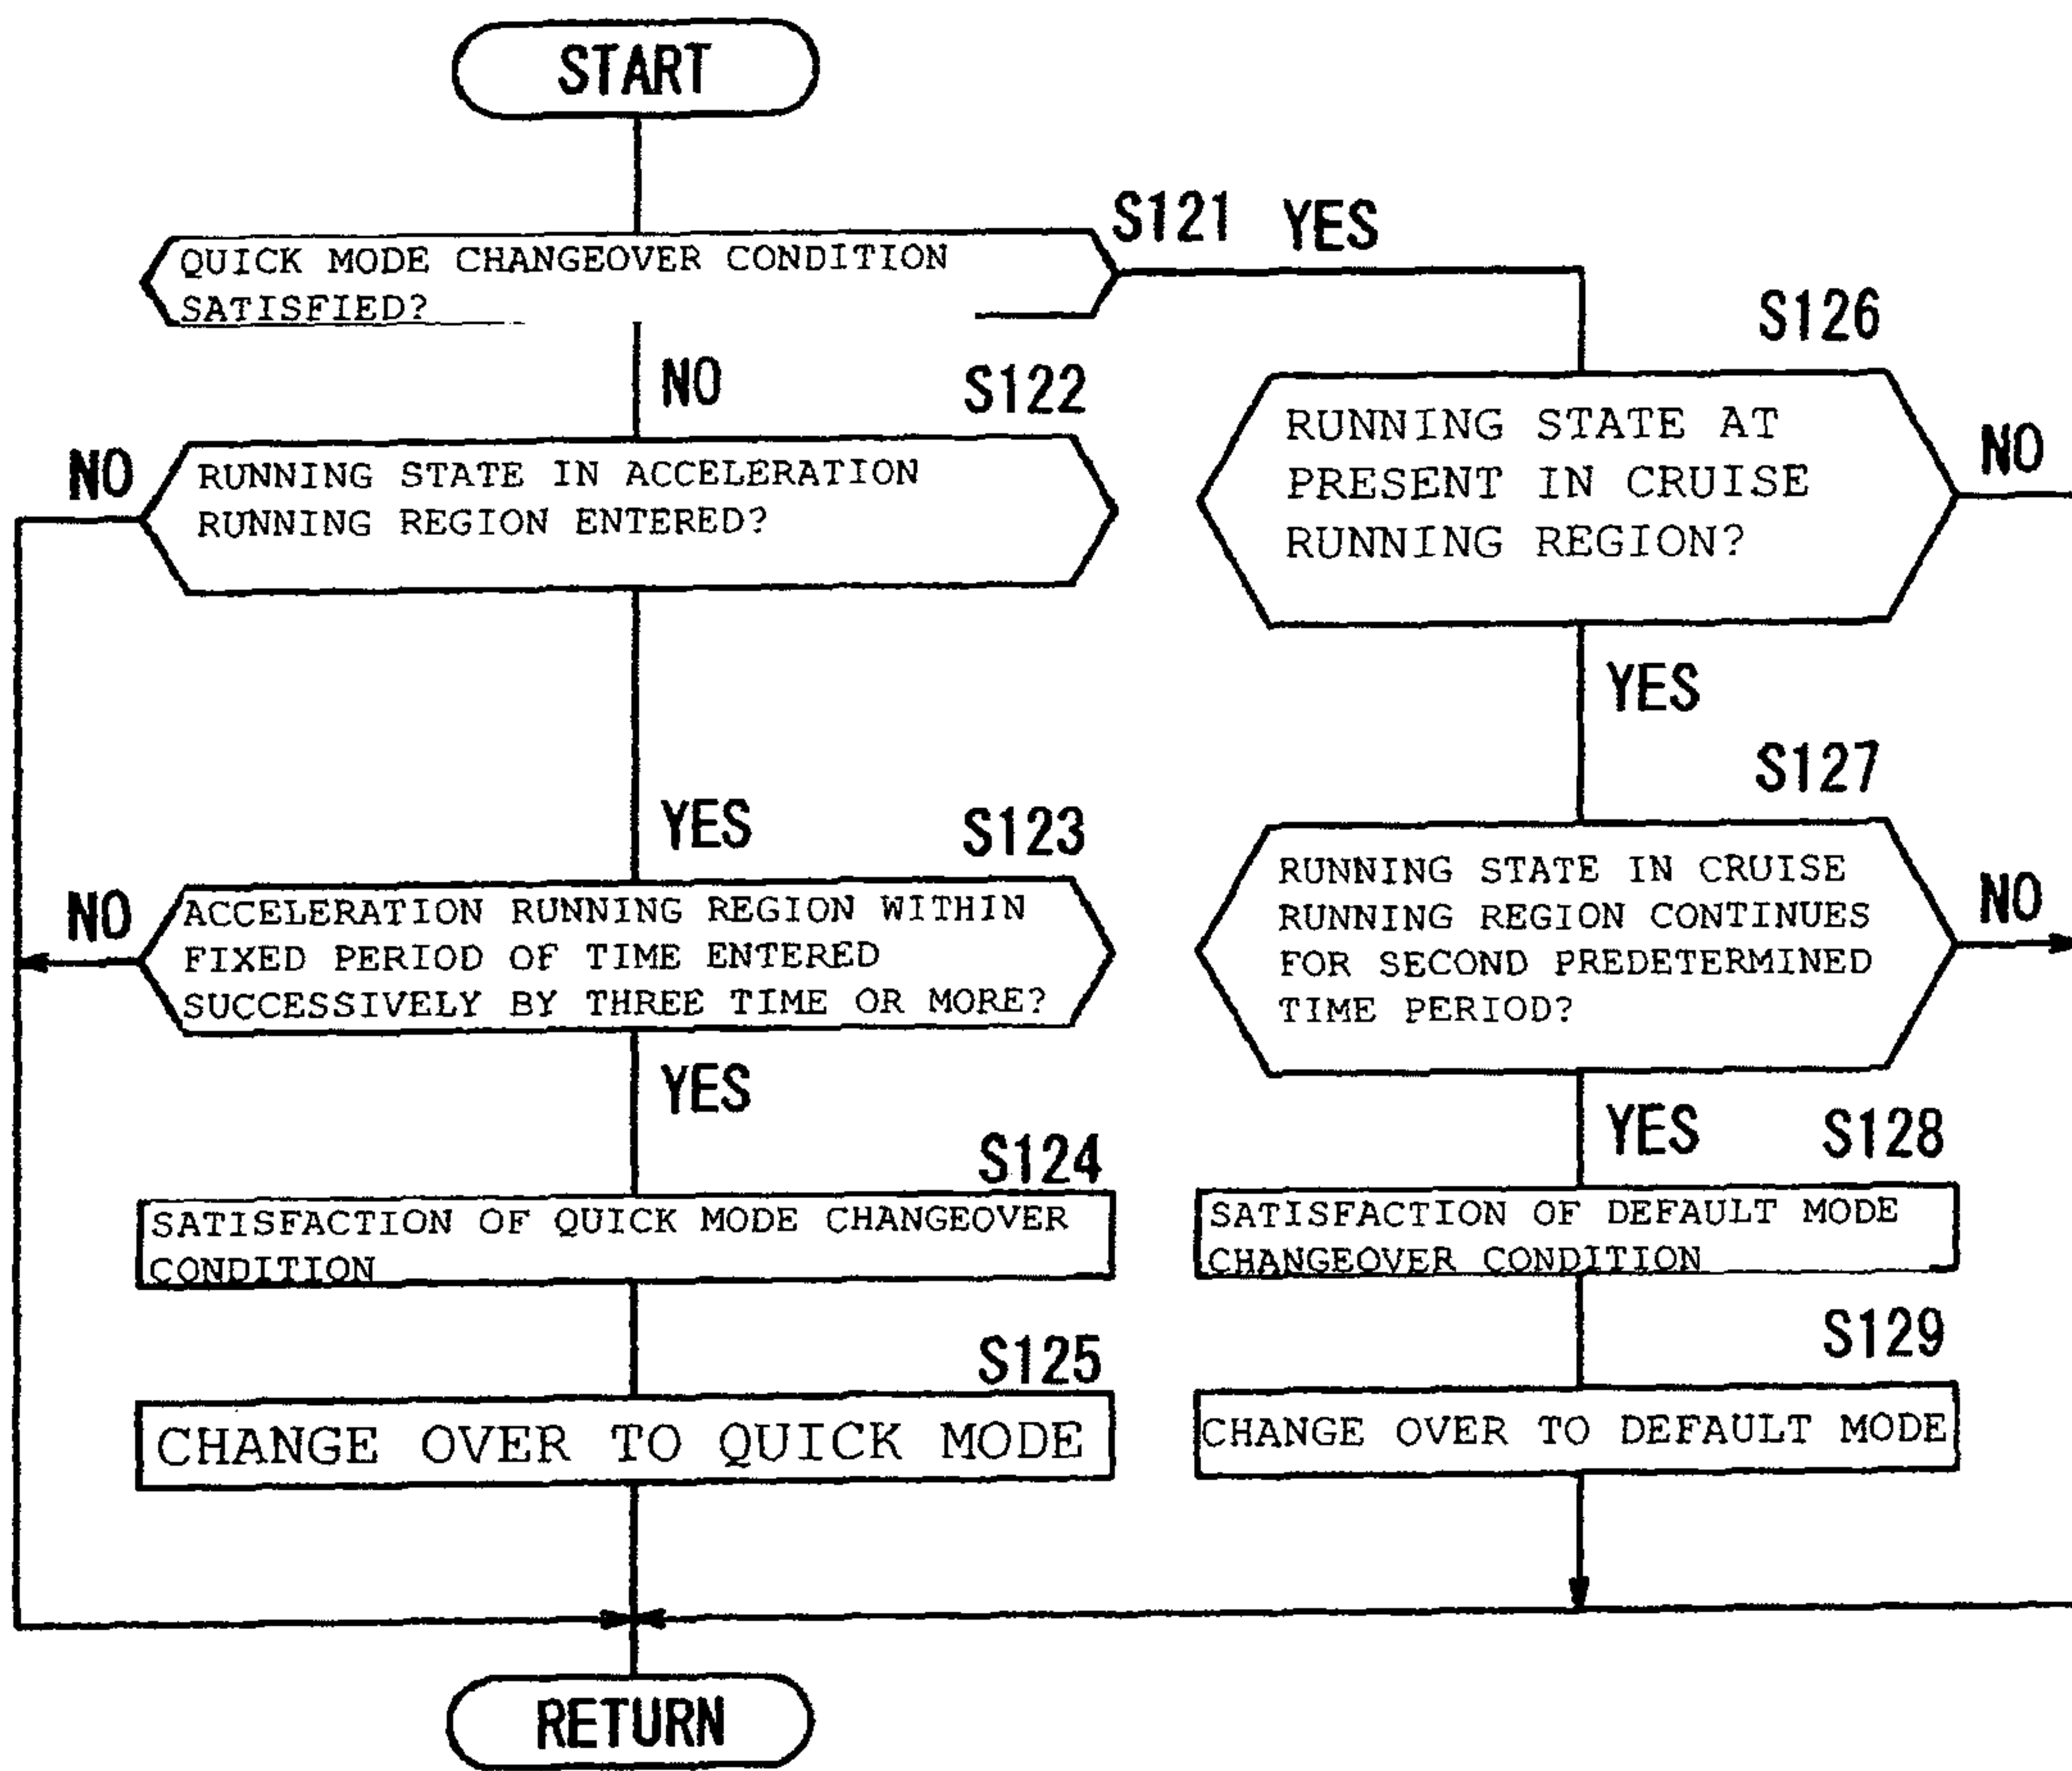 START
S121 YES
QUICK MODE CHANGEOVER CONDITION
SATISFIED?
NO
S122
NO
RUNNING STATE IN ACCELERATION
RUNNING REGION ENTERED?
YES
S123
NO
ACCELERATION RUNNING REGION WITHIN
FIXED PERIOD OF TIME ENTERED
SUCCESSIVELY BY THREE TIME OR MORE?
YES
S124
SATISFACTION OF QUICK MODE CHANGEOVER
CONDITION
S125
CHANGE OVER TO QUICK MODE
S126
RUNNING STATE AT
PRESENT IN CRUISE
RUNNING REGION?
NO
YES
S127
RUNNING STATE IN CRUISE
RUNNING REGION CONTINUES
FOR SECOND PREDETERMINED
TIME PERIOD?
NO
YES
S128
SATISFACTION OF DEFAULT MODE
CHANGEOVER CONDITION
S129
CHANGE OVER TO DEFAULT MODE
RETURN